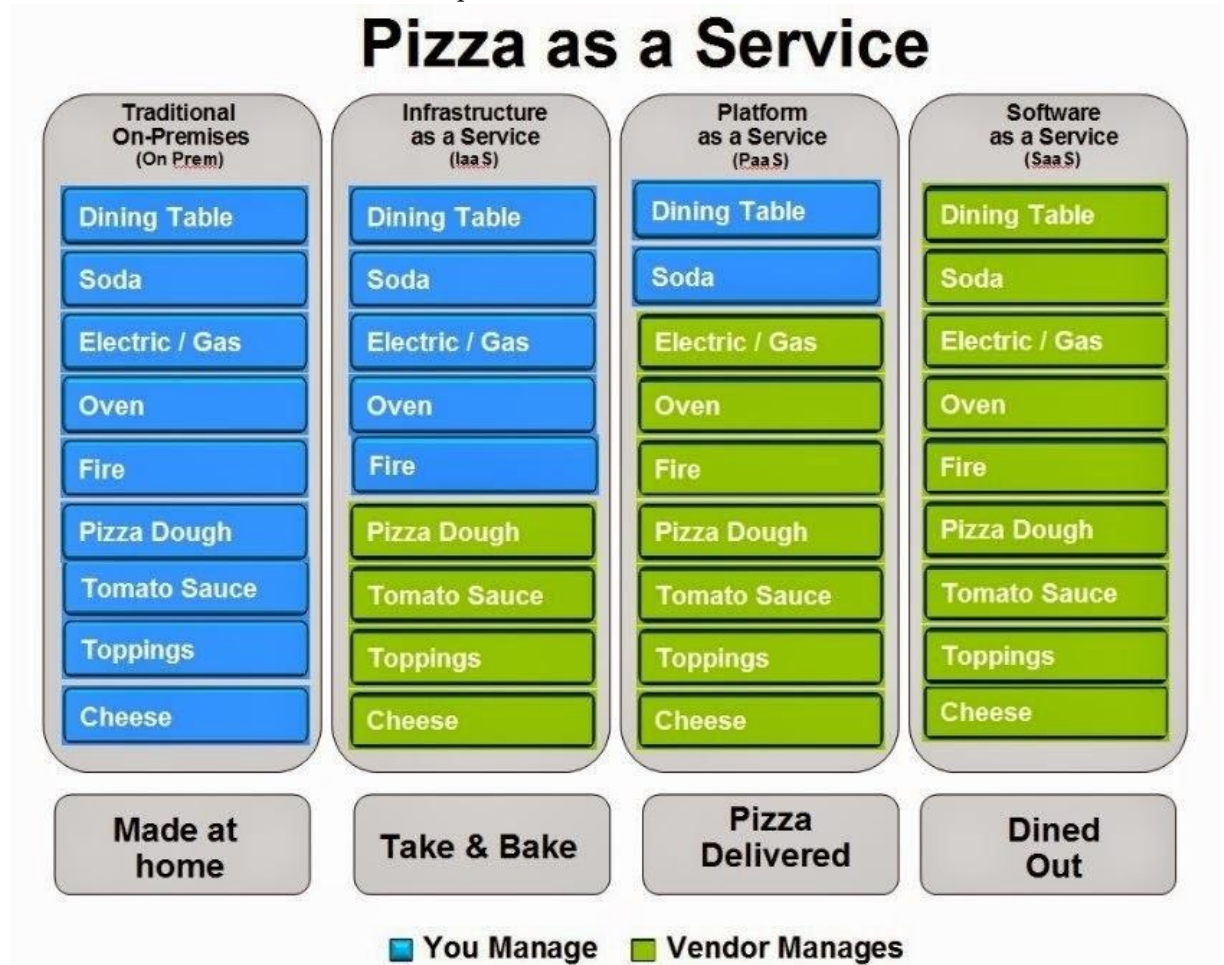 Pizza as a Service
Traditional
On-Premises
(On Prem)
Dining Table
Soda
Electric / Gas
Oven
Fire
Pizza Dough
Tomato Sauce
Toppings
Cheese
Made at
home
Infrastructure
as a Service
(IaaS)
Dining Table
Soda
Electric / Gas
Oven
Fire
Pizza Dough
Tomato Sauce
Toppings
Cheese
Take & Bake
Platform
as a Service
(PaaS)
Dining Table
Soda
Electric / Gas
Oven
Fire
Pizza Dough
Tomato Sauce
Toppings
Cheese
Pizza
Delivered
Software
as a Service
(SaaS)
Dining Table
Soda
Electric / Gas
Oven
Fire
Pizza Dough
Tomato Sauce
Toppings
Cheese
Dined
Out
You Manage
Vendor Manages